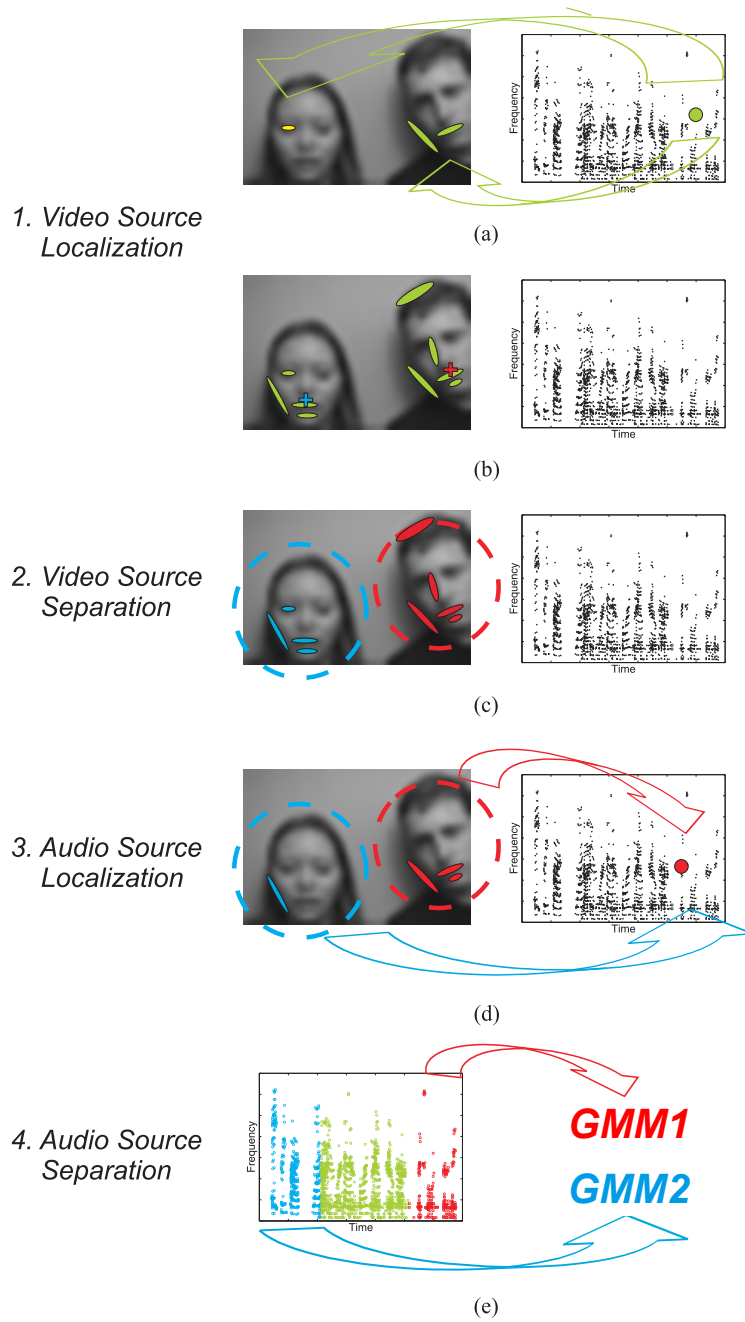 Frequency
Time
(a)
1. Video Source
Localization
Frequency
Time
(b)
2. Video Source
Separation
Frequency
Time
(c)
3. Audio Source
Localization
Frequency
Time
(d)
4. Audio Source
Separation
Frequency
Time
GMM1
GMM2
(e)